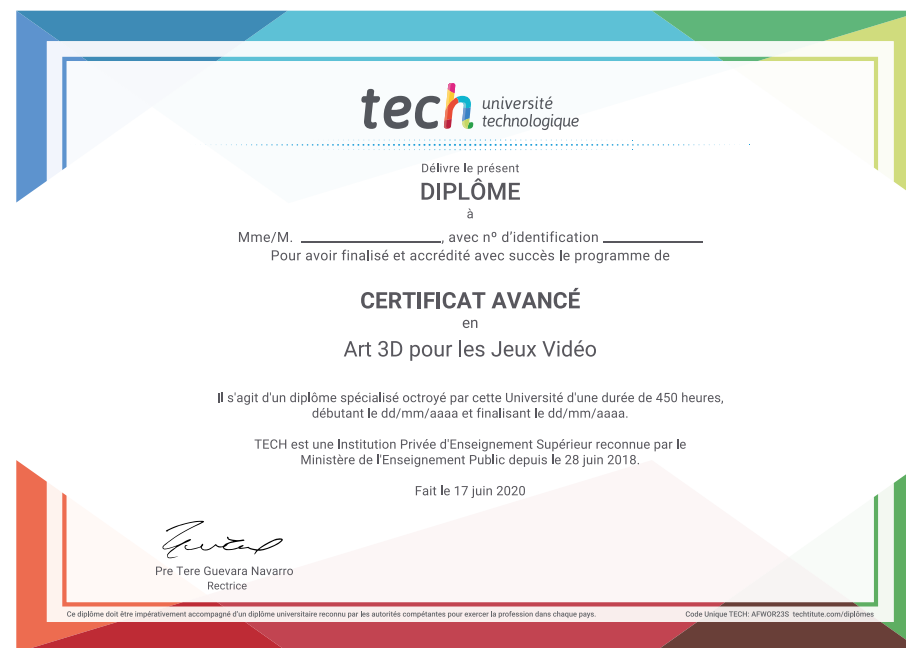 tech université
technologique
Délivre le présent
DIPLÔME
à
Mme/M. ____________________, avec nº d'identification ______________
Pour avoir finalisé et accrédité avec succès le programme de
CERTIFICAT AVANCÉ
en
Art 3D pour les Jeux Vidéo
Il s'agit d'un diplôme spécialisé octroyé par cette Université d'une durée de 450 heures,
débutant le dd/mm/aaaa et finalisant le dd/mm/aaaa.
TECH est une Institution Privée d'Enseignement Supérieur reconnue par le
Ministère de l'Enseignement Public depuis le 28 juin 2018.
Fait le 17 juin 2020
Pre Tere Guevara Navarro
Rectrice
Ce diplôme doit être impérativement accompagné d'un diplôme universitaire reconnu par les autorités compétentes pour exercer la profession dans chaque pays.
Code Unique TECH: AFWOR23S techtitute.com/diplômes